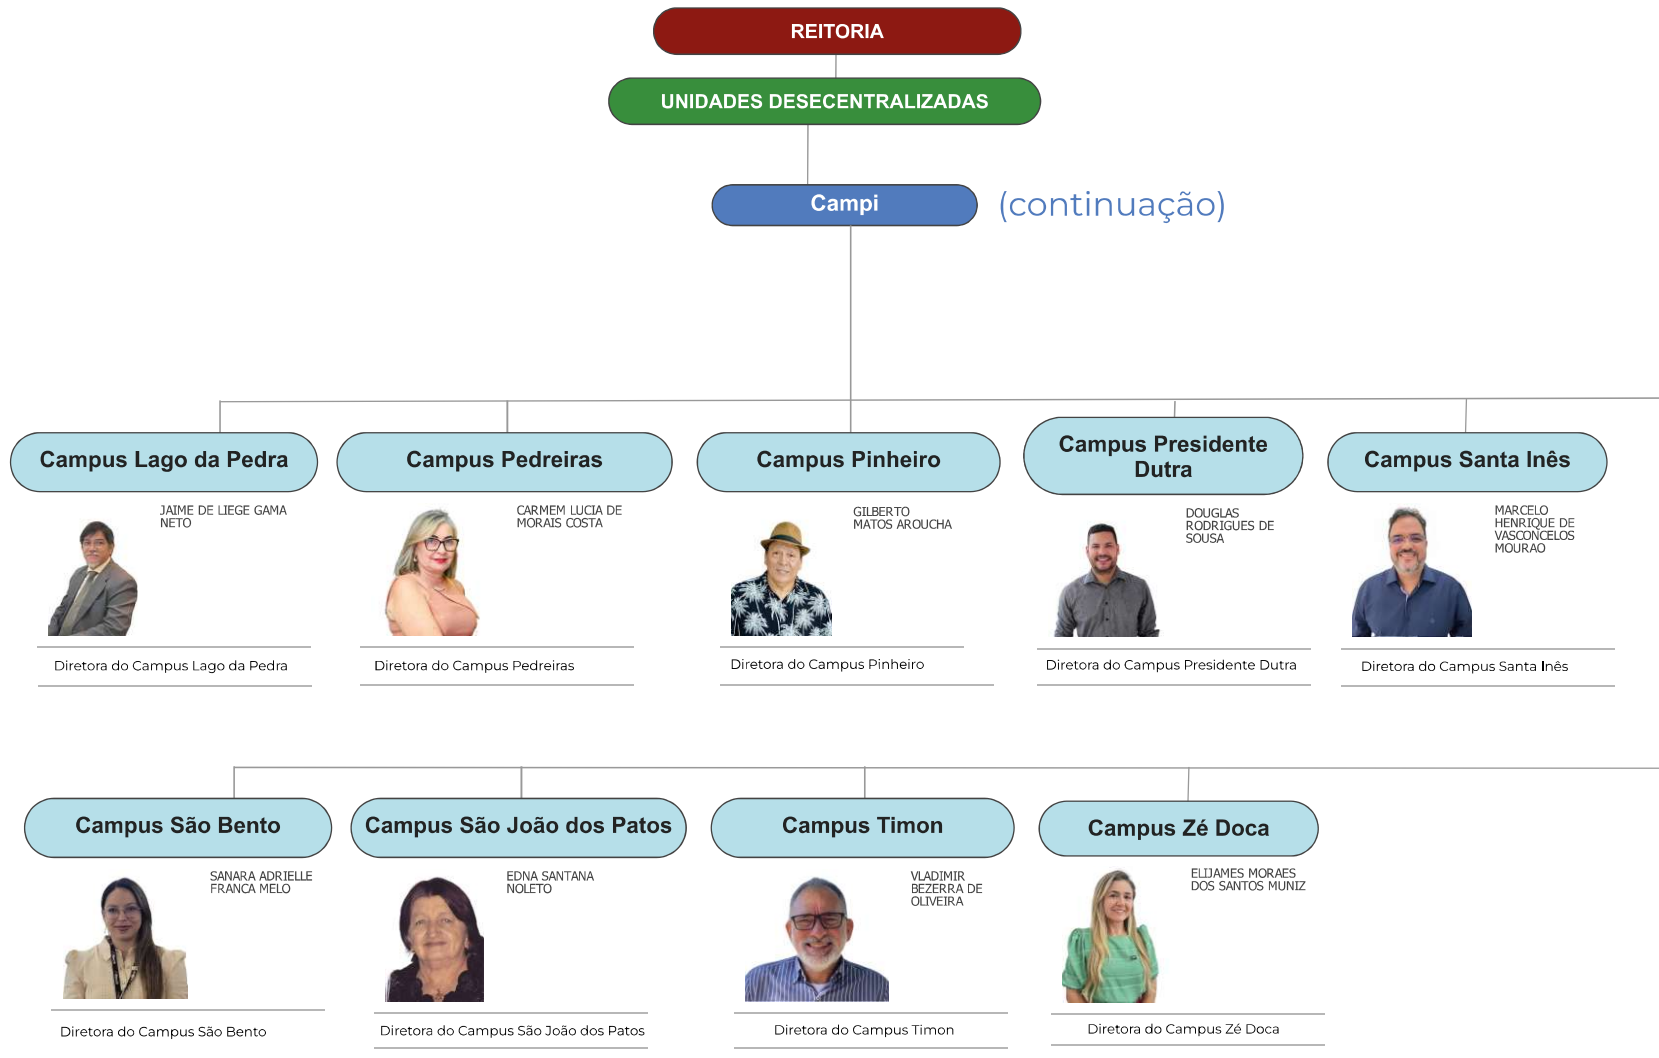 REITORIA
UNIDADES DESECENTRALIZADAS
Campi
(continuação)
Campus Lago da Pedra
JAIME DE LIEGE GAMA
NETO
Diretora do Campus Lago da Pedra
Campus Pedreiras
CARMEM LUCIA DE
MORAIS COSTA
Diretora do Campus Pedreiras
Campus Pinheiro
GILBERTO
MATOS AROUCHA
Diretora do Campus Pinheiro
Campus Presidente
Dutra
DOUGLAS
RODRIGUES DE
SOUSA
Diretora do Campus Presidente Dutra
Campus Santa Inês
MARCELO
HENRIQUE DE
VASCONCELOS
MOURAO
Diretora do Campus Santa Inês
Campus São Bento
SANARA ADRIELLE
FRANCA MELO
Diretora do Campus São Bento
Campus São João dos Patos
EDNA SANTANA
NOLETO
Diretora do Campus São João dos Patos
Campus Timon
VLADIMIR
BEZERRA DE
OLIVEIRA
Diretora do Campus Timon
Campus Zé Doca
ELIJAMES MORAES
DOS SANTOS MUNIZ
Diretora do Campus Zé Doca